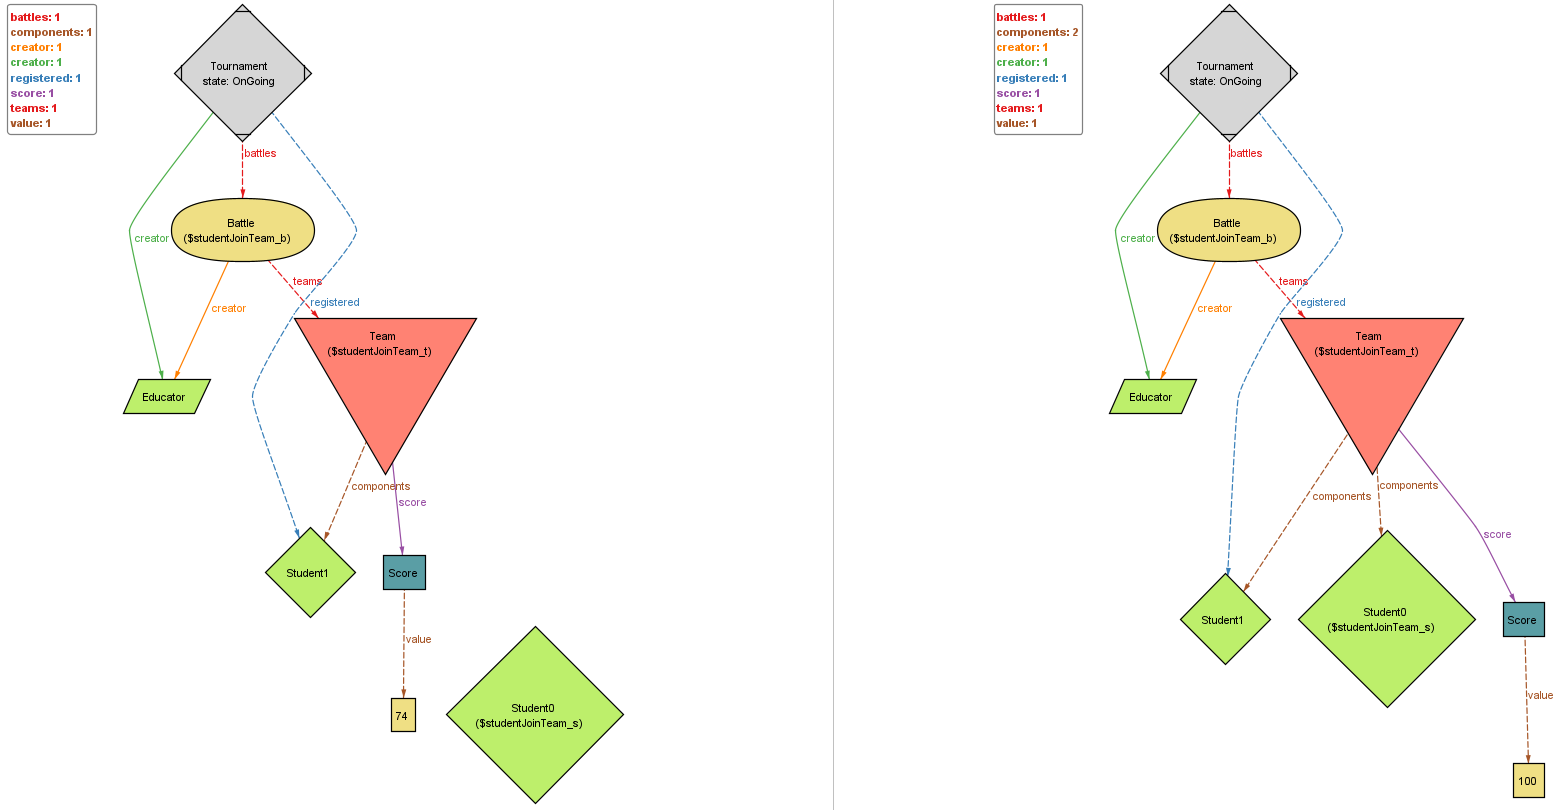 battles: 1
components: 1
creator: 1
creator: 1
registered: 1
score: 1
teams: 1
value: 1
Tournament
state: OnGoing
battles
Battle
($studentJoinTeam_b)
creator
teams
registered
creator
Team
($studentJoinTeam_t)
Educator
components
score
Student1
Score
value
74
Student0
($studentJoinTeam_s)
battles: 1
components: 2
creator: 1
creator: 1
registered: 1
score: 1
teams: 1
value: 1
Tournament
state: OnGoing
battles
Battle
($studentJoinTeam_b)
creator
teams
registered
creator
Team
($studentJoinTeam_t)
Educator
components
components
score
Student0
($studentJoinTeam_s)
Student1
Score
value
100